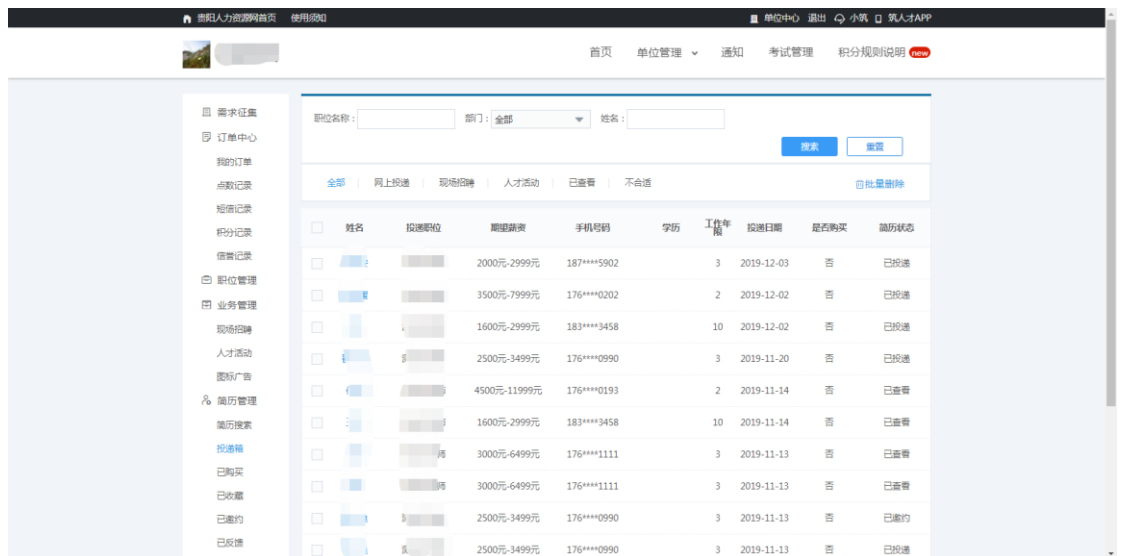 贵阳人力资源网首页 使用须知 单位中心 退出 小筑 筑人才APP
首页 单位管理 通知 考试管理 积分规则说明 new
需求征集
订单中心
我的订单
点数记录
短信记录
积分记录
信誉记录
职位管理
业务管理
现场招聘
人才活动
图标广告
简历管理
简历搜索
投递箱
已购买
已收藏
已邀约
已反馈
职位名称: 部门: 全部 姓名:
搜索 重置
全部 网上投递 现场招聘 人才活动 已查看 不合适 批量删除
姓名 投递职位 期望薪资 手机号码 学历 工作年限 投递日期 是否购买 简历状态
2000元-2999元 187****5902 3 2019-12-03 否 已投递
3500元-7999元 176****0202 2 2019-12-02 否 已投递
1600元-2999元 183****3458 10 2019-12-02 否 已投递
2500元-3499元 176****0990 3 2019-11-20 否 已投递
4500元-11999元 176****0193 2 2019-11-14 否 已查看
1600元-2999元 183****3458 10 2019-11-14 否 已查看
师 3000元-6499元 176****1111 3 2019-11-13 否 已查看
师 3000元-6499元 176****1111 3 2019-11-13 否 已查看
2500元-3499元 176****0990 3 2019-11-13 否 已邀约
2500元-3499元 176****0990 3 2019-11-13 否 已投递